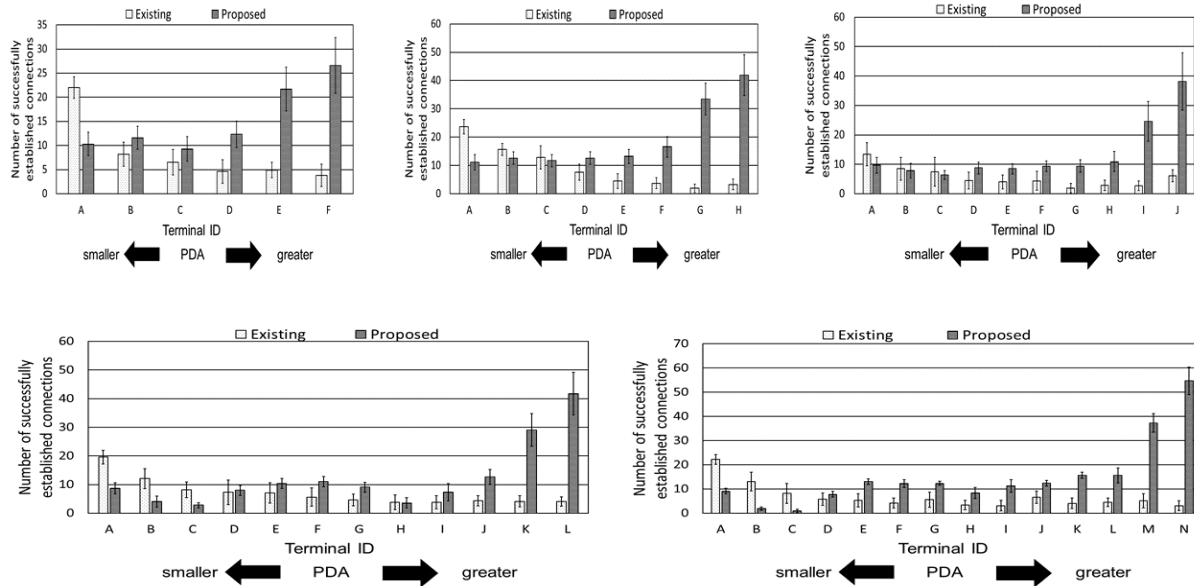 Existing Proposed
Number of successfully
established connections
35
30
25
20
15
10
5
0
A B C D E F
Terminal ID
smaller PDA greater
Existing Proposed
Number of successfully
established connections
60
50
40
30
20
10
0
A B C D E F G H
Terminal ID
smaller PDA greater
Existing Proposed
Number of successfully
established connections
60
50
40
30
20
10
0
A B C D E F G H I J
Terminal ID
smaller PDA greater
Existing Proposed
Number of successfully
established connections
60
50
40
30
20
10
0
A B C D E F G H I J K L
Terminal ID
smaller PDA greater
Existing Proposed
Number of successfully
established connections
70
60
50
40
30
20
10
0
A B C D E F G H I J K L M N
Terminal ID
smaller PDA greater